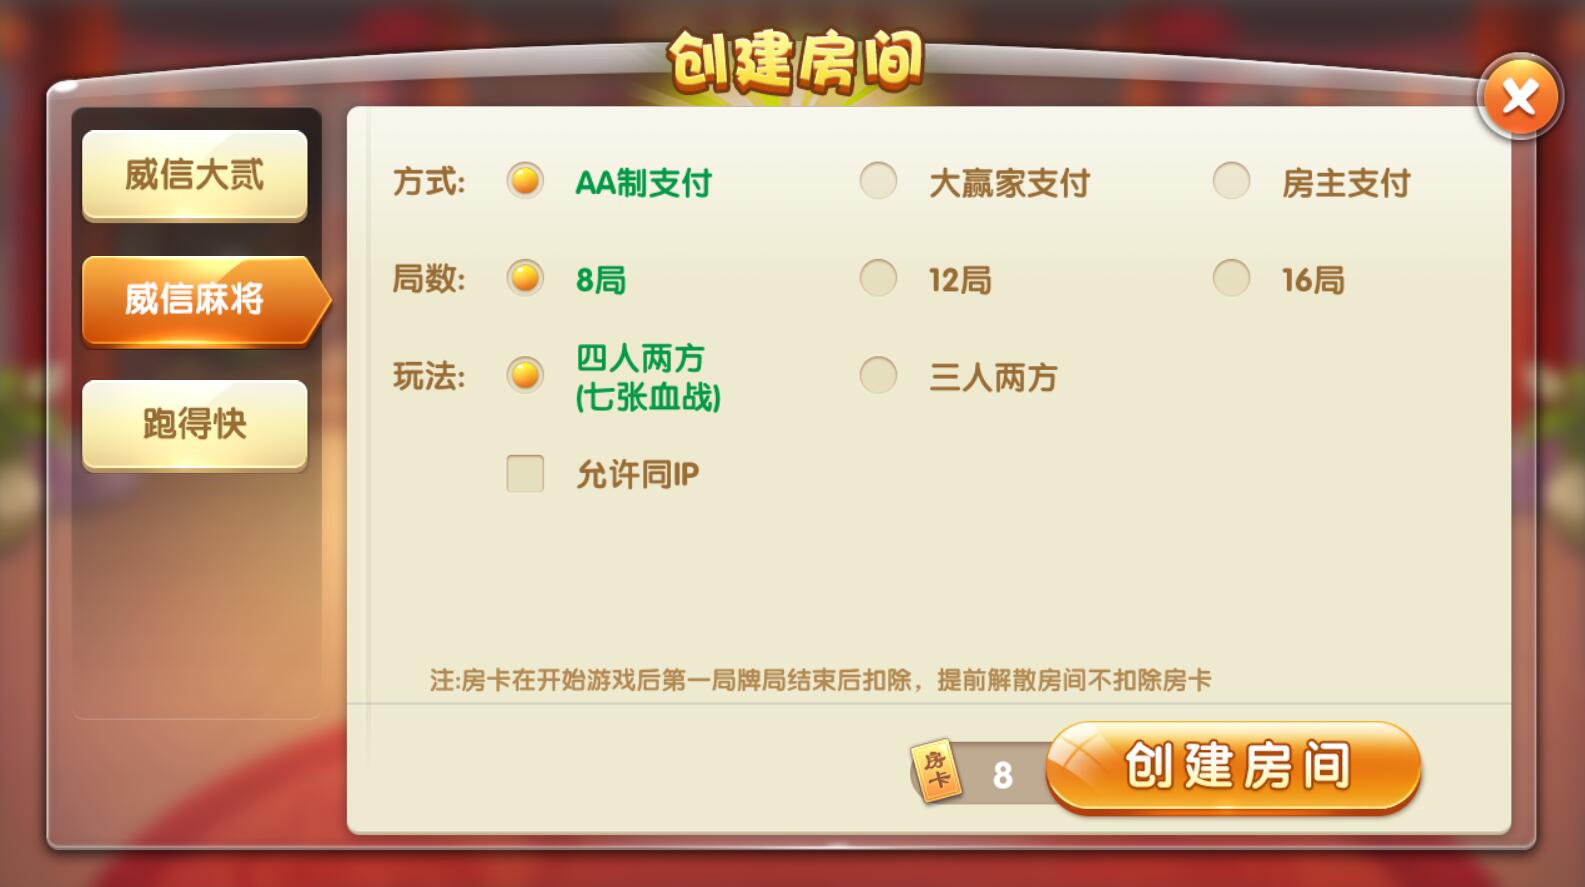 创建房间
威信大贰
威信麻将
跑得快
方式: AA制支付 大赢家支付 房主支付
局数: 8局 12局 16局
玩法: 四人两方 三人两方
(七张血战)
允许同IP
注:房卡在开始游戏后第一局牌局结束后扣除，提前解散房间不扣除房卡
房卡 8 创建房间